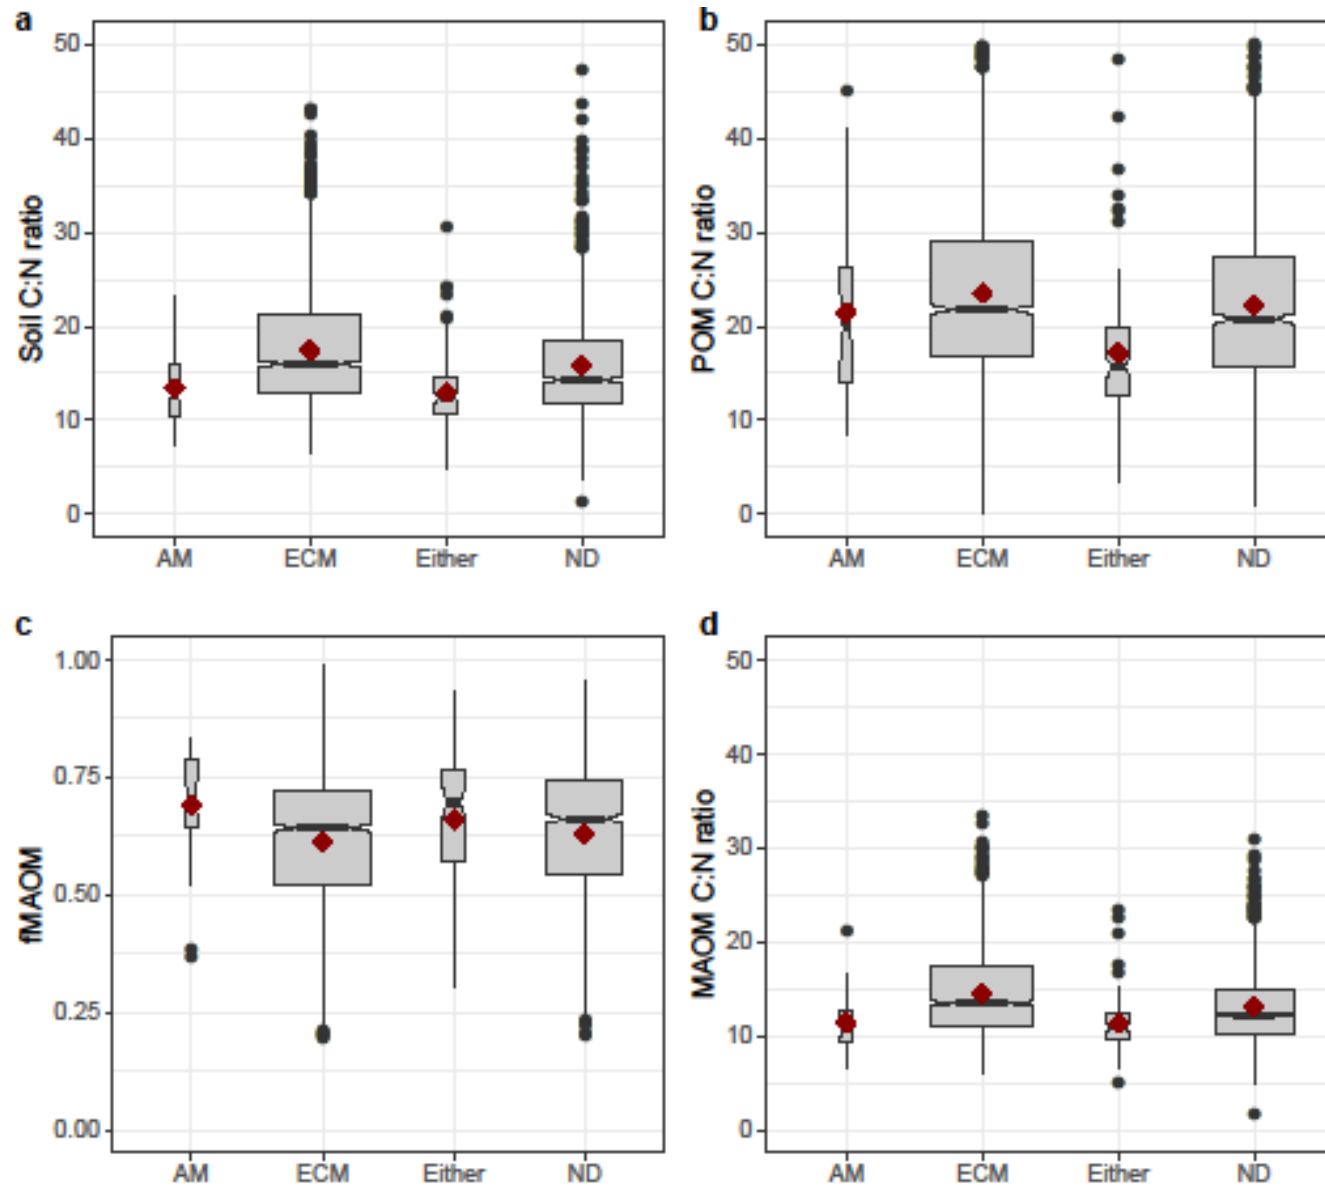 a
Soil C:N ratio
50
40
30
20
10
0
AM ECM Either ND
b
POM C:N ratio
50
40
30
20
10
0
AM ECM Either ND
c
fMAOM
1.00
0.75
0.50
0.25
0.00
AM ECM Either ND
d
MAOM C:N ratio
50
40
30
20
10
0
AM ECM Either ND